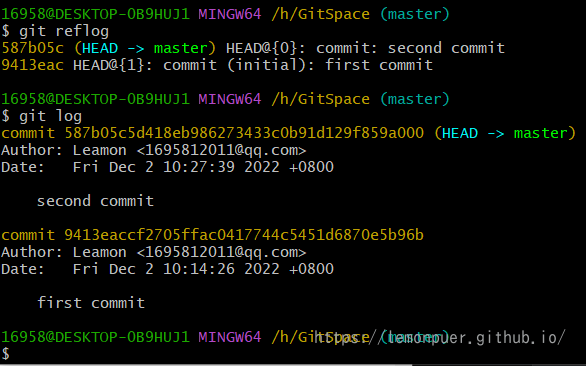 16958@DESKTOP-OB9HUJ1 MINGW64 /h/GitSpace (master)
$ git reflog
587b05c (HEAD -> master) HEAD@{0}: commit: second commit
9413eac HEAD@{1}: commit (initial): first commit
16958@DESKTOP-OB9HUJ1 MINGW64 /h/GitSpace (master)
$ git log
commit 587b05c5d418eb986273433c0b91d129f859a000 (HEAD -> master)
Author: Leamon <1695812011@qq.com>
Date:   Fri Dec 2 10:27:39 2022 +0800
second commit
commit 9413eaccf2705ffac0417744c5451d6870e5b96b
Author: Leamon <1695812011@qq.com>
Date:   Fri Dec 2 10:14:26 2022 +0800
first commit
16958@DESKTOP-OB9HUJ1 MINGW64 /h/GitSpace (master)
https://lemonpuer.github.io/
$